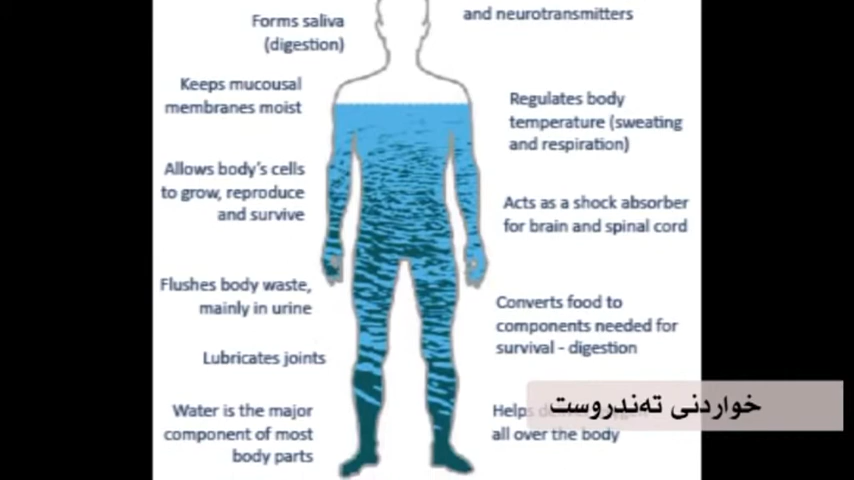 Forms saliva
(digestion)
Keeps mucousal
membranes moist
Allows body's cells
to grow, reproduce
and survive
Flushes body waste,
mainly in urine
Lubricates joints
Water is the major
component of most
body parts
and neurotransmitters
Regulates body
temperature (sweating
and respiration)
Acts as a shock absorber
for brain and spinal cord
Converts food to
components needed for
survival - digestion
Helps
all over the body
خواردنی تەندروست